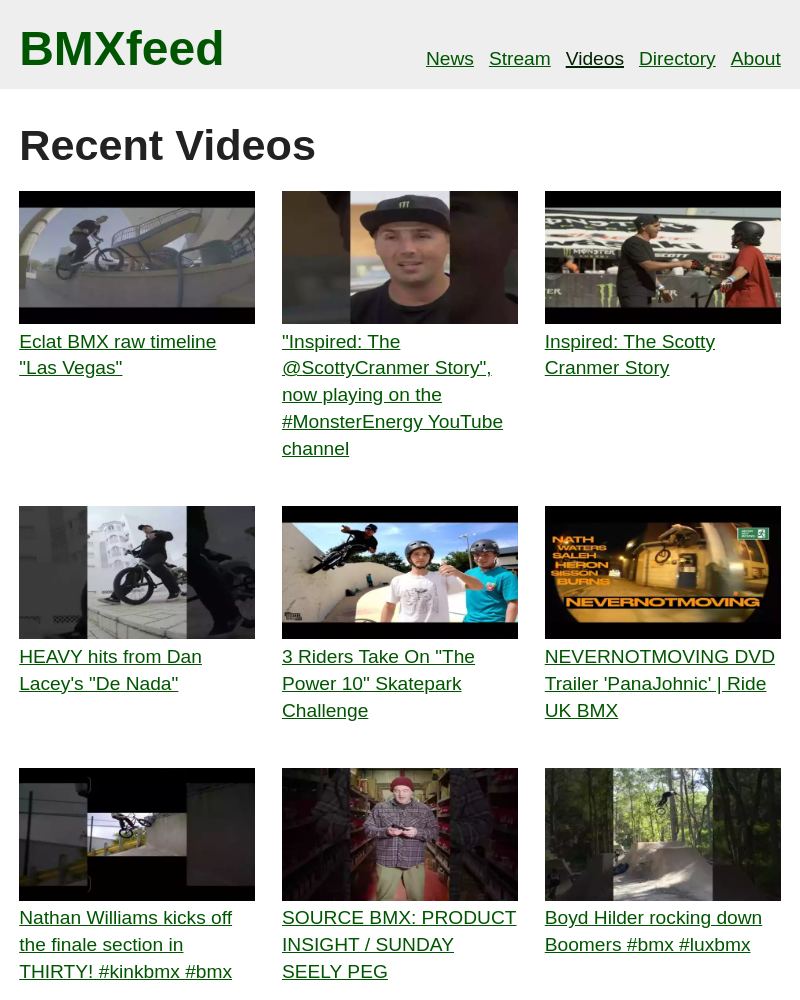 BMXfeed
News Stream Videos Directory About
Recent Videos
Eclat BMX raw timeline
"Las Vegas"
"Inspired: The
@ScottyCranmer Story",
now playing on the
#MonsterEnergy YouTube
channel
MONSTER
Inspired: The Scotty
Cranmer Story
HEAVY hits from Dan
Lacey's "De Nada"
3 Riders Take On "The
Power 10" Skatepark
Challenge
NATH
WATERS
SALEH
HERON
SISSON
BURNS
NEVERNOTMOVING
NEVERNOTMOVING DVD
Trailer 'PanaJohnic' | Ride
UK BMX
Nathan Williams kicks off
the finale section in
THIRTY! #kinkbmx #bmx
SOURCE BMX: PRODUCT
INSIGHT / SUNDAY
SEELY PEG
Boyd Hilder rocking down
Boomers #bmx #luxbmx